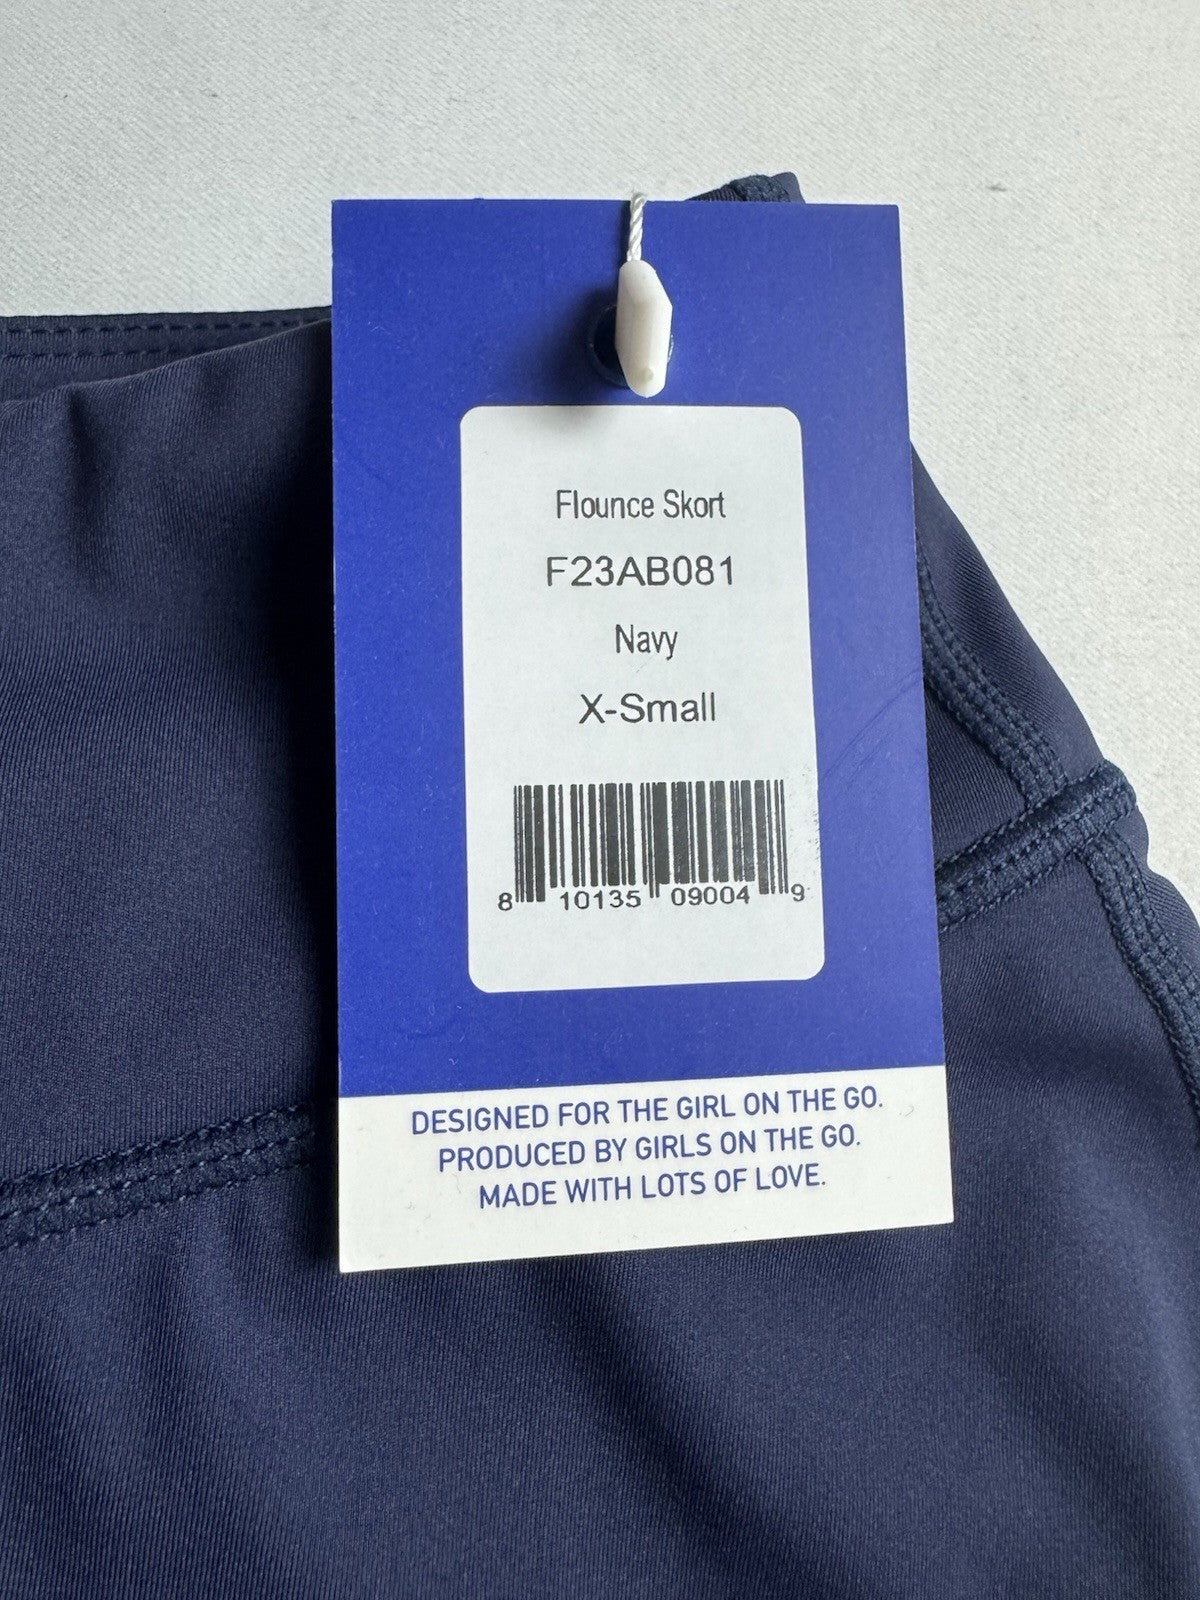 Flounce Skort
F23AB081
Navy
X-Small
8 10135 09004 9
DESIGNED FOR THE GIRL ON THE GO.
PRODUCED BY GIRLS ON THE GO.
MADE WITH LOTS OF LOVE.